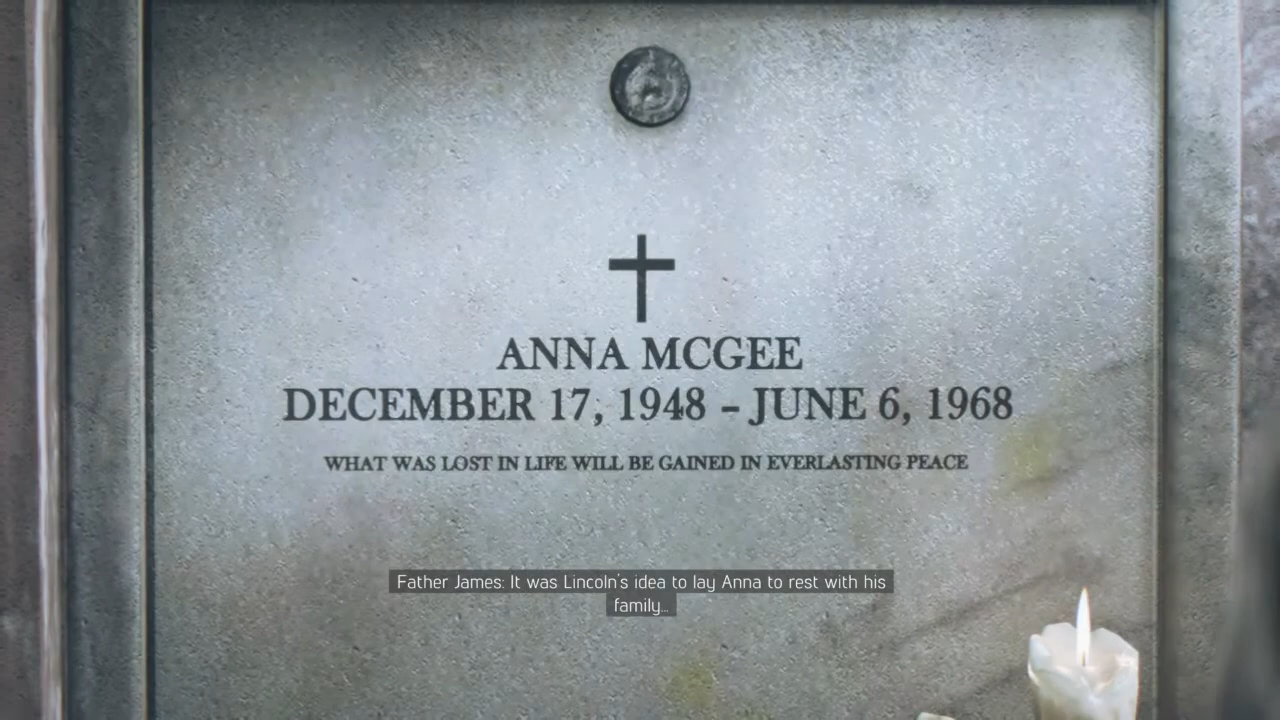 ANNA MCGEE
DECEMBER 17, 1948 – JUNE 6, 1968
WHAT WAS LOST IN LIFE WILL BE GAINED IN EVERLASTING PEACE
Father James: It was Lincoln's idea to lay Anna to rest with his
family...